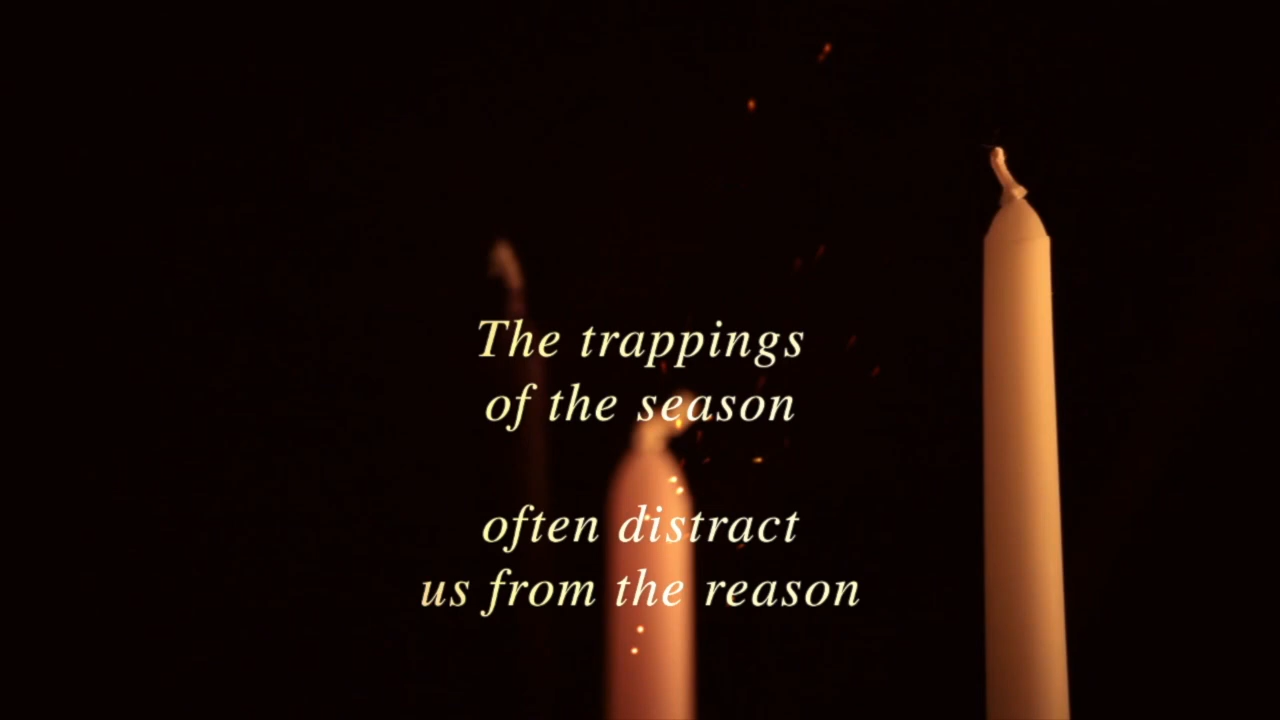 The trappings
of the season
often distract
us from the reason